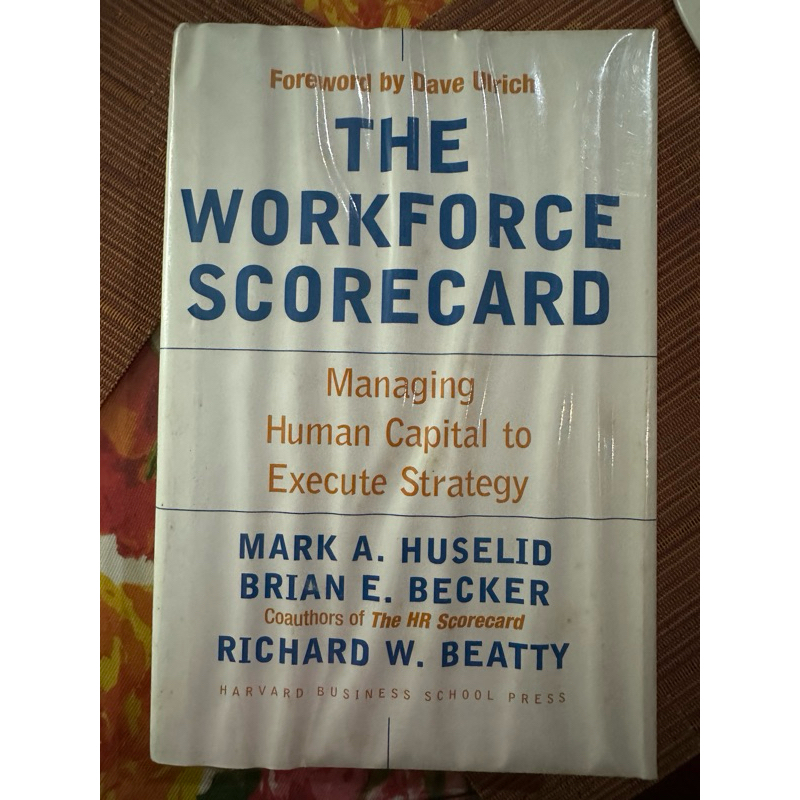 Foreword by Dave Ulrich
THE
WORKFORCE
SCORECARD
Managing
Human Capital to
Execute Strategy
MARK A. HUSELID
BRIAN E. BECKER
Coauthors of The HR Scorecard
RICHARD W. BEATTY
HARVARD BUSINESS SCHOOL PRESS